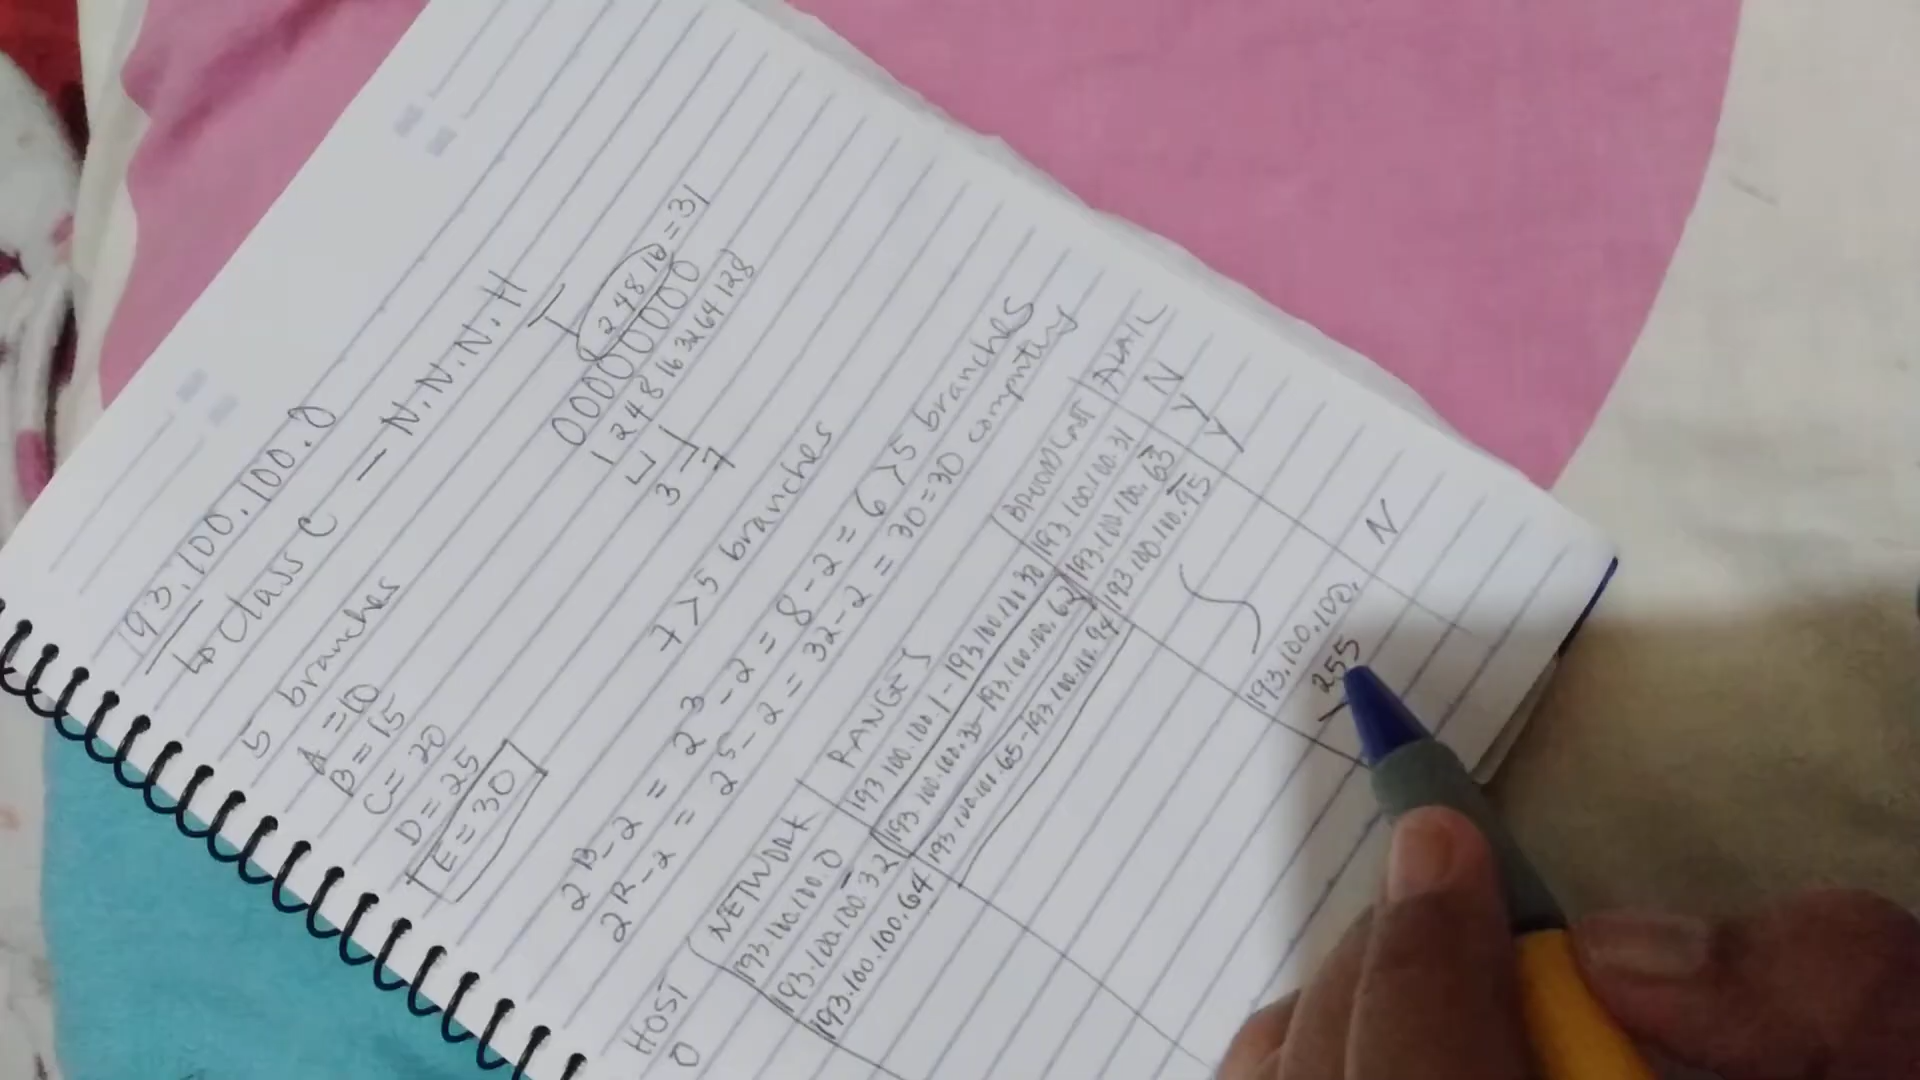 193.100.100.0
↳ Class C — N.N.N.H
5 branches
A = 10
B = 15
C = 20
D = 25
E = 30
1 2 4 8 16 = 31
00000000
1 2 4 8 16 32 64 128
3 7
7 > 5 branches
2^B - 2 = 2^3 - 2 = 8 - 2 = 6 > 5 branches
2^R - 2 = 2^5 - 2 = 32 - 2 = 30 = 30 computers
HOST NETWORK RANGES AVAIL
0 193.100.100.0 193.100.100.1 - 193.100.100.30 193.100.100.31 N
193.100.100.32 193.100.100.33 - 193.100.100.62 193.100.100.63 Y
193.100.100.64 193.100.100.65 - 193.100.100.94 193.100.100.95 Y
193.100.100. N
255